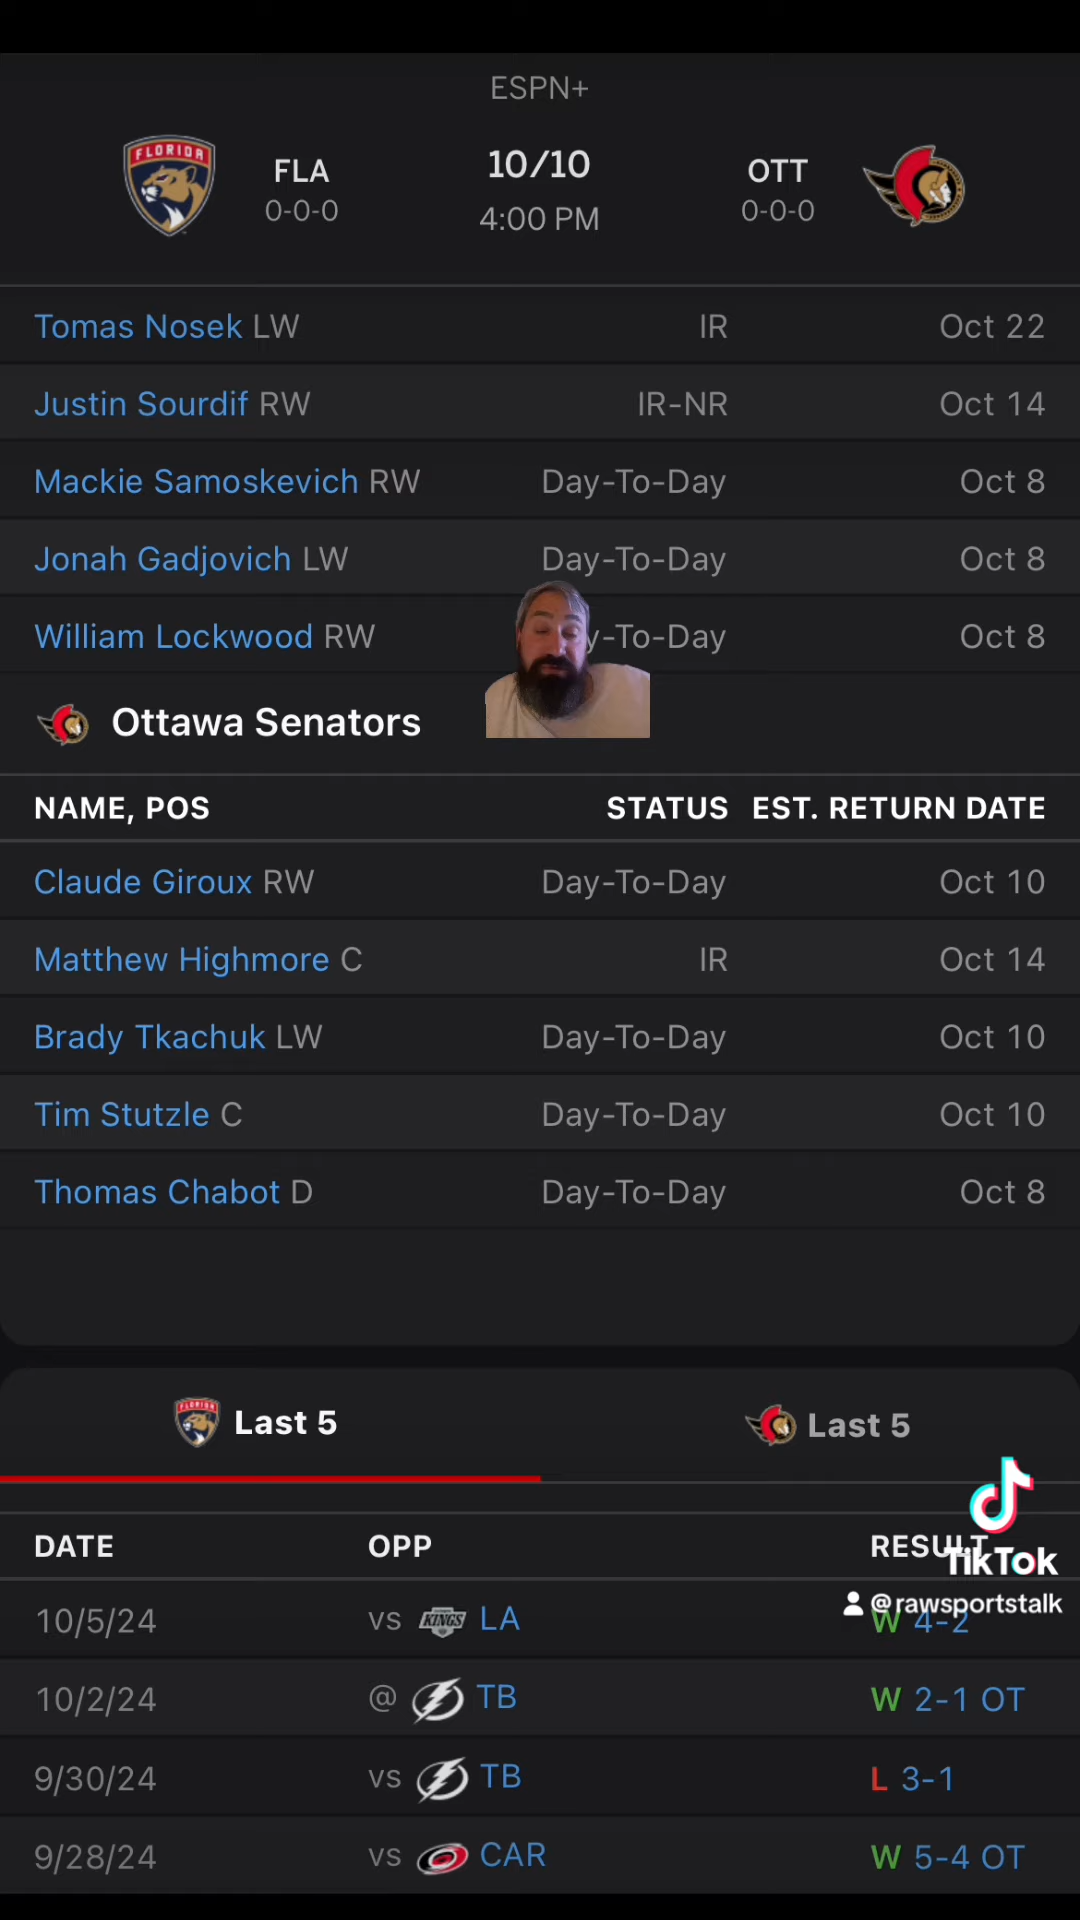 ESPN+
FLORIDA
FLA 10/10 OTT
0-0-0 4:00 PM 0-0-0
Tomas Nosek LW IR Oct 22
Justin Sourdif RW IR-NR Oct 14
Mackie Samoskevich RW Day-To-Day Oct 8
Jonah Gadjovich LW Day-To-Day Oct 8
William Lockwood RW y-To-Day Oct 8
Ottawa Senators
NAME, POS STATUS EST. RETURN DATE
Claude Giroux RW Day-To-Day Oct 10
Matthew Highmore C IR Oct 14
Brady Tkachuk LW Day-To-Day Oct 10
Tim Stutzle C Day-To-Day Oct 10
Thomas Chabot D Day-To-Day Oct 8
FLORIDA Last 5 Last 5
DATE OPP RESULT
TikTok
@rawsportstalk
10/5/24 vs KINGS LA W 4-2
10/2/24 @ TB W 2-1 OT
9/30/24 vs TB L 3-1
9/28/24 vs CAR W 5-4 OT